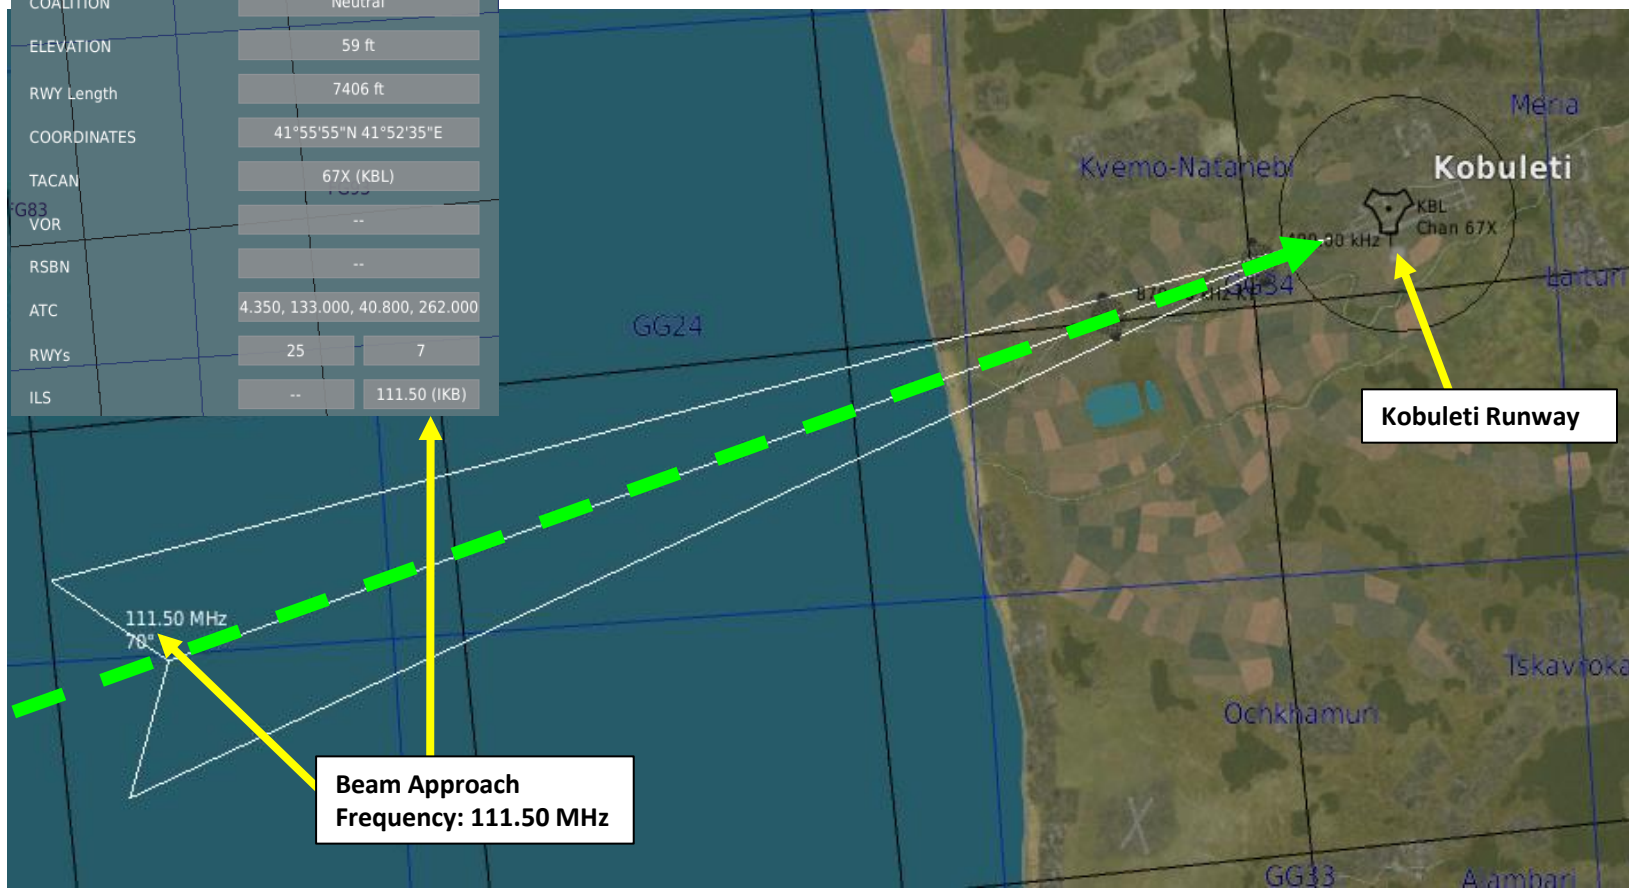 COALITION
Neutral
ELEVATION
59 ft
RWY Length
7406 ft
COORDINATES
41°55'55"N 41°52'35"E
TACAN
67X (KBL)
VOR
--
RSBN
--
ATC
4.350, 133.000, 40.800, 262.000
RWYs
25
7
ILS
--
111.50 (IKB)
Meria
Kvemo-Natanebi
Kobuleti
KBL
Chan 67X
GG24
Kobuleti Runway
111.50 MHz
70°
Ochkhamuri
Beam Approach
Frequency: 111.50 MHz
GG33